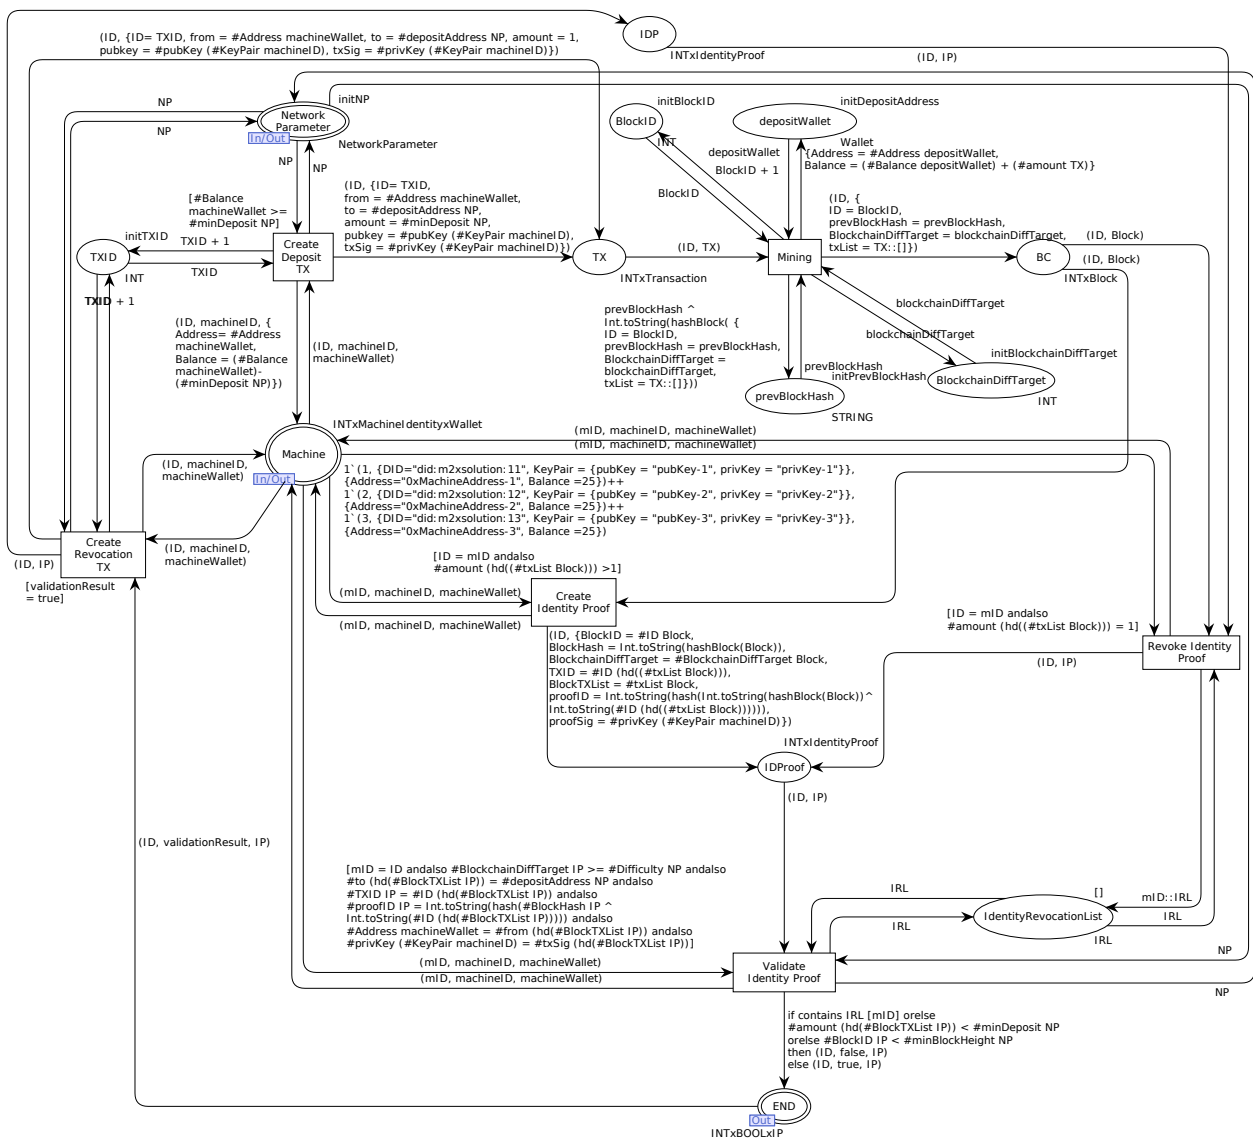 (ID, {ID= TXID, from = #Address machineWallet, to = #depositAddress NP, amount = 1,
pubkey = #pubKey (#KeyPair machineID), txSig = #privKey (#KeyPair machineID)})
IDP
INTxIdentityProof
(ID, IP)
NP
NP
initNP
Network
Parameter
In/Out
NetworkParameter
NP
NP
initBlockID
BlockID
INT
BlockID + 1
BlockID
initDepositAddress
depositWallet
Wallet
depositWallet
{Address = #Address depositWallet,
Balance = (#Balance depositWallet) + (#amount TX)}
[#Balance
machineWallet >=
#minDeposit NP]
(ID, {ID= TXID,
from = #Address machineWallet,
to = #depositAddress NP,
amount = #minDeposit NP,
pubkey = #pubKey (#KeyPair machineID),
txSig = #privKey (#KeyPair machineID)})
(ID, {
ID = BlockID,
prevBlockHash = prevBlockHash,
BlockchainDiffTarget = blockchainDiffTarget,
txList = TX::[]})
initTXID
TXID
INT
TXID + 1
TXID
Create
Deposit
TX
TX
INTxTransaction
(ID, TX)
Mining
BC
INTxBlock
(ID, Block)
(ID, Block)
TXID
TXID + 1
(ID, machineID, {
Address= #Address
machineWallet,
Balance = (#Balance
machineWallet)-
(#minDeposit NP)})
(ID, machineID,
machineWallet)
prevBlockHash ^
Int.toString(hashBlock( {
ID = BlockID,
prevBlockHash = prevBlockHash,
BlockchainDiffTarget =
blockchainDiffTarget,
txList = TX::[]}))
prevBlockHash
initPrevBlockHash
prevBlockHash
STRING
blockchainDiffTarget
blockchainDiffTarget
initBlockchainDiffTarget
BlockchainDiffTarget
INT
INTxMachineIdentityxWallet
Machine
In/Out
(mID, machineID, machineWallet)
(mID, machineID, machineWallet)
1`(1, {DID="did:m2xsolution:11", KeyPair = {pubKey = "pubKey-1", privKey = "privKey-1"}},
{Address="0xMachineAddress-1", Balance =25})++
1`(2, {DID="did:m2xsolution:12", KeyPair = {pubKey = "pubKey-2", privKey = "privKey-2"}},
{Address="0xMachineAddress-2", Balance =25})++
1`(3, {DID="did:m2xsolution:13", KeyPair = {pubKey = "pubKey-3", privKey = "privKey-3"}},
{Address="0xMachineAddress-3", Balance =25})
(ID, machineID,
machineWallet)
(ID, machineID,
machineWallet)
Create
Revocation
TX
(ID, IP)
[validationResult
= true]
[ID = mID andalso
#amount (hd((#txList Block))) >1]
Create
Identity Proof
(mID, machineID, machineWallet)
(mID, machineID, machineWallet)
[ID = mID andalso
#amount (hd((#txList Block))) = 1]
Revoke Identity
Proof
(ID, IP)
(ID, {BlockID = #ID Block,
BlockHash = Int.toString(hashBlock(Block)),
BlockchainDiffTarget = #BlockchainDiffTarget Block,
TXID = #ID (hd((#txList Block))),
BlockTXList = #txList Block,
proofID = Int.toString(hash(Int.toString(hashBlock(Block))^
Int.toString(#ID (hd((#txList Block)))))),
proofSig = #privKey (#KeyPair machineID)})
INTxIdentityProof
IDProof
(ID, IP)
(ID, validationResult, IP)
[mID = ID andalso #BlockchainDiffTarget IP >= #Difficulty NP andalso
#to (hd(#BlockTXList IP)) = #depositAddress NP andalso
#TXID IP = #ID (hd(#BlockTXList IP)) andalso
#proofID IP = Int.toString(hash(#BlockHash IP ^
Int.toString(#ID (hd(#BlockTXList IP))))) andalso
#Address machineWallet = #from (hd(#BlockTXList IP)) andalso
#privKey (#KeyPair machineID) = #txSig (hd(#BlockTXList IP))]
IRL
IRL
[]
IdentityRevocationList
IRL
mID::IRL
IRL
(mID, machineID, machineWallet)
(mID, machineID, machineWallet)
Validate
Identity Proof
NP
NP
if contains IRL [mID] orelse
#amount (hd(#BlockTXList IP)) < #minDeposit NP
orelse #BlockID IP < #minBlockHeight NP
then (ID, false, IP)
else (ID, true, IP)
END
Out
INTxBOOLxIP